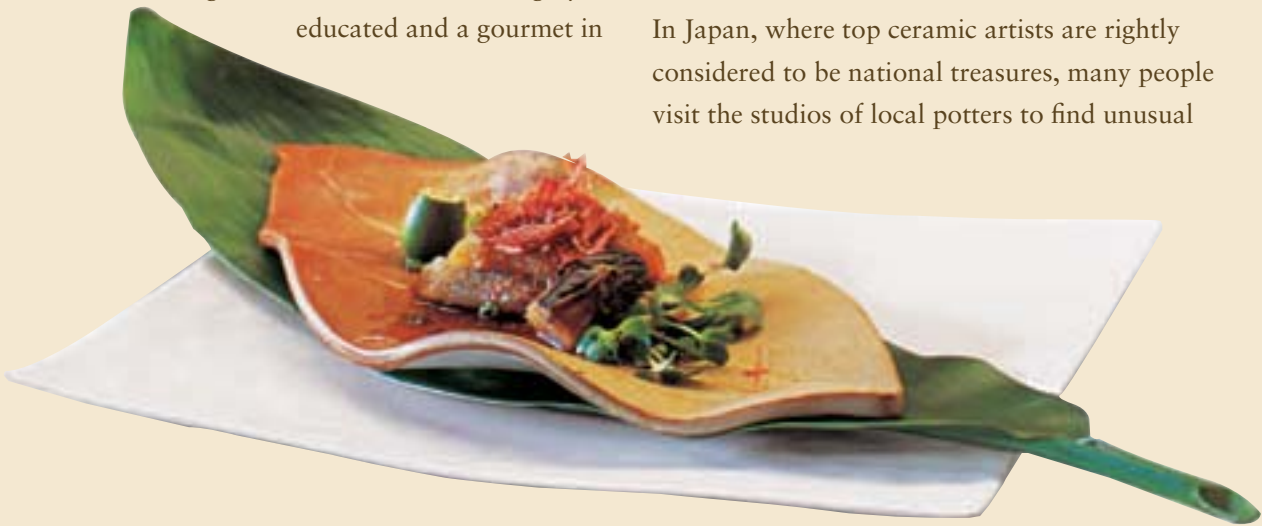 educated and a gourmet in
In Japan, where top ceramic artists are rightly
considered to be national treasures, many people
visit the studios of local potters to find unusual